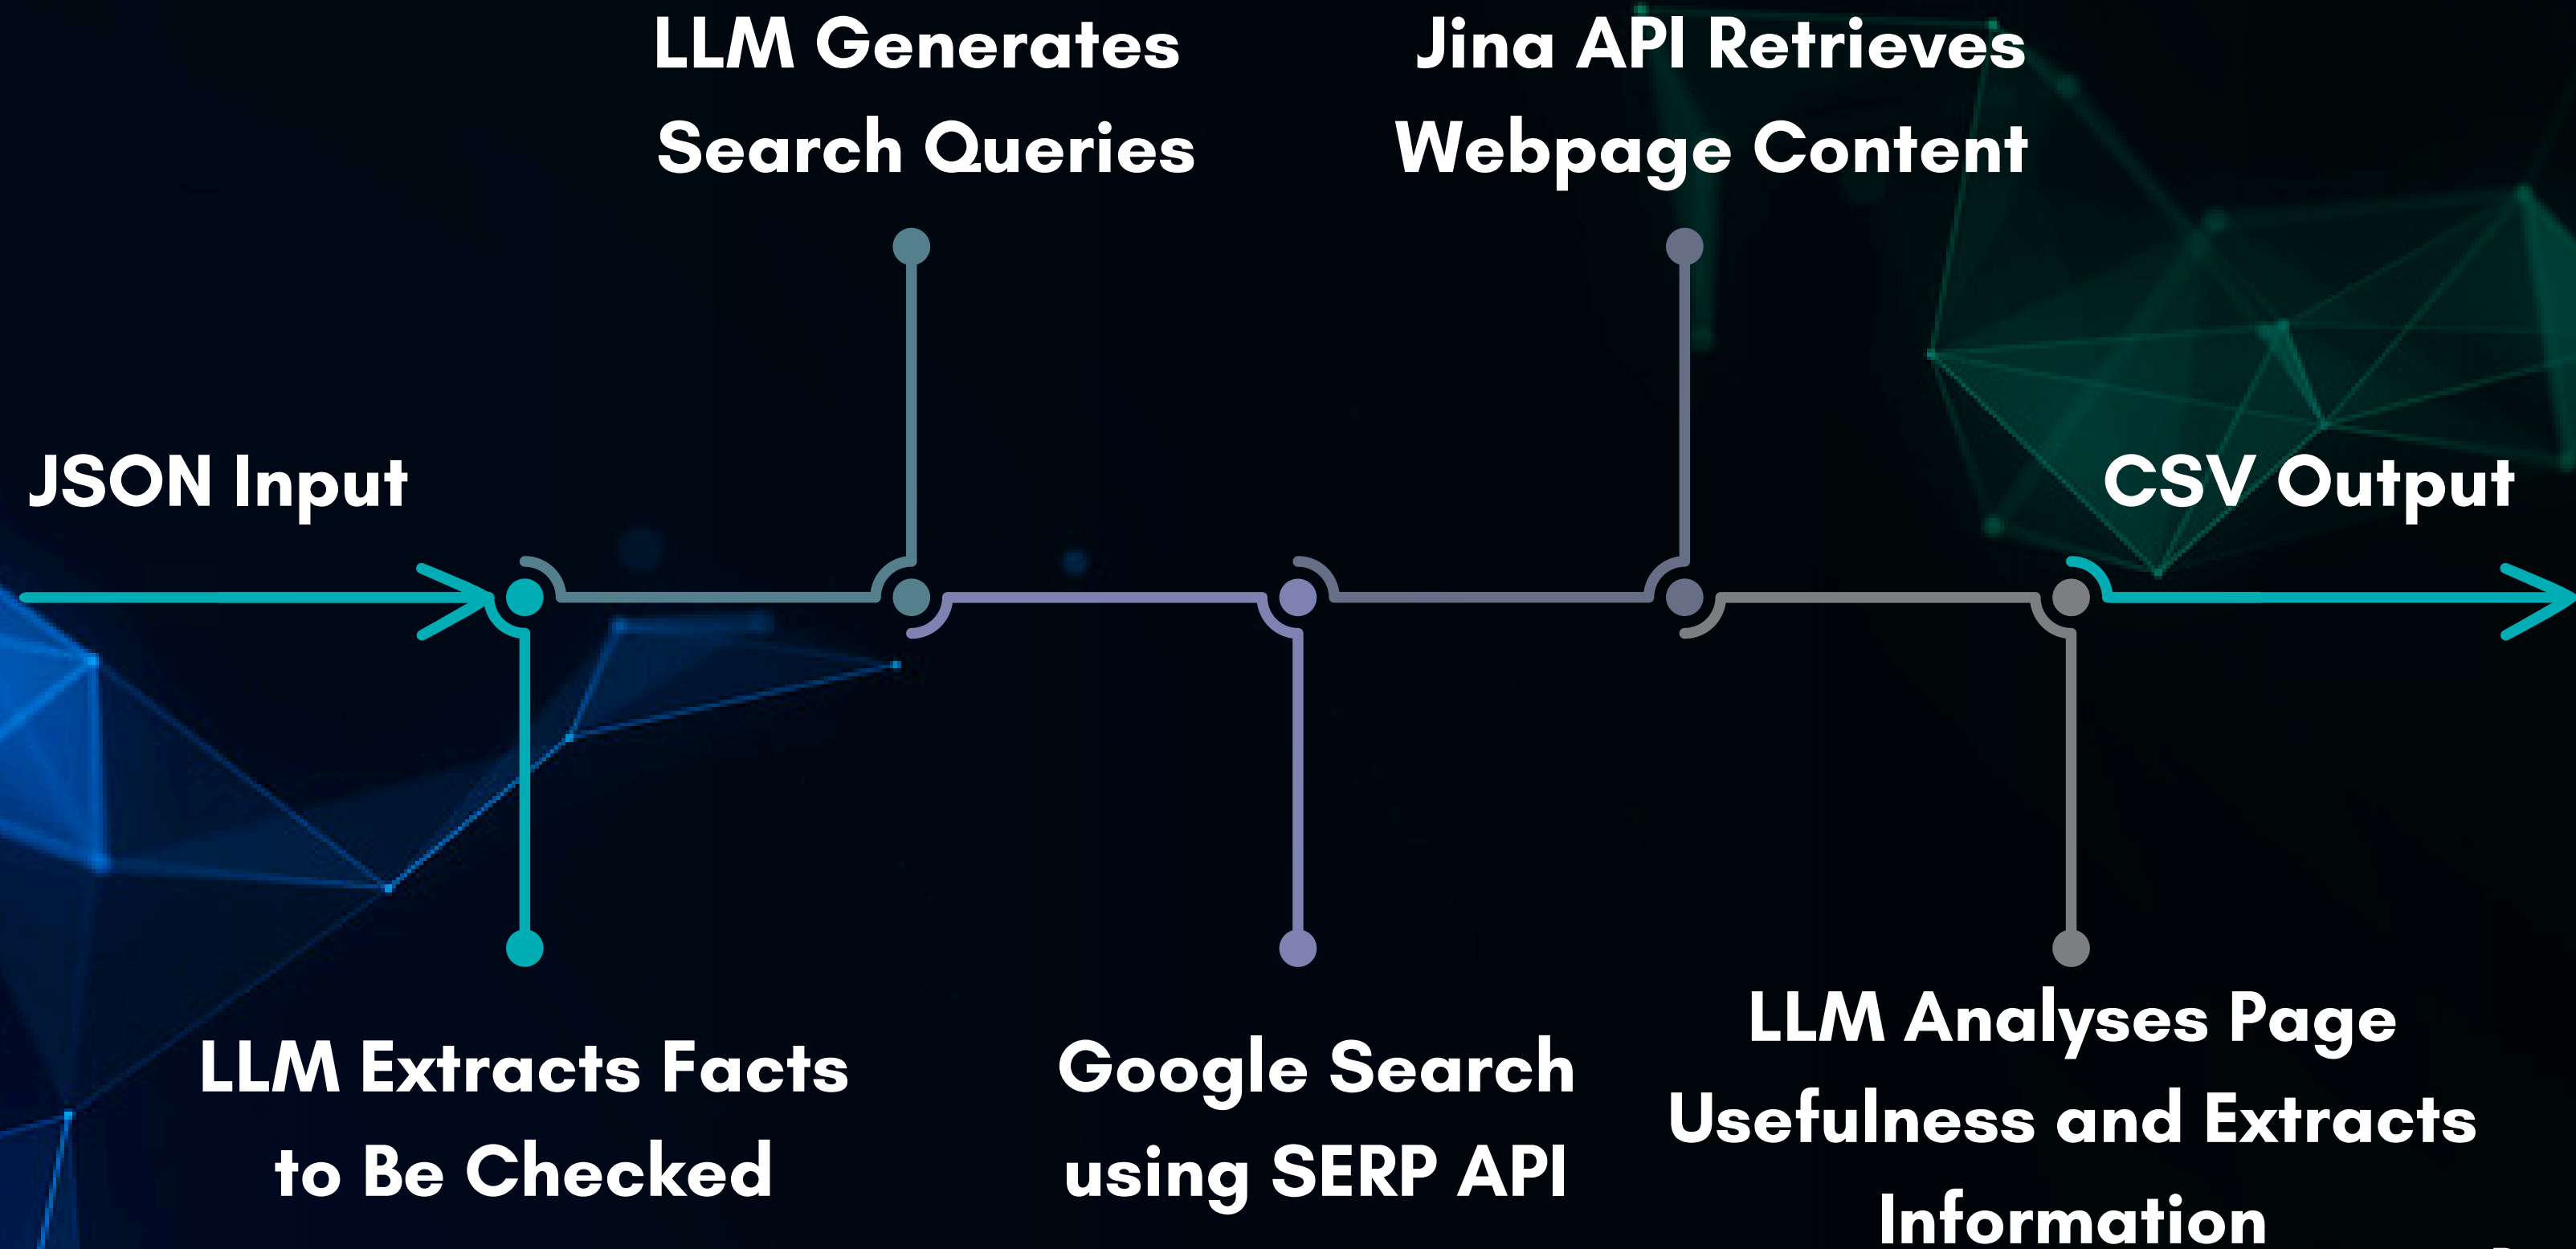 JSON Input
LLM Extracts Facts
to Be Checked
LLM Generates
Search Queries
Google Search
using SERP API
Jina API Retrieves
Webpage Content
LLM Analyses Page
Usefulness and Extracts
Information
CSV Output